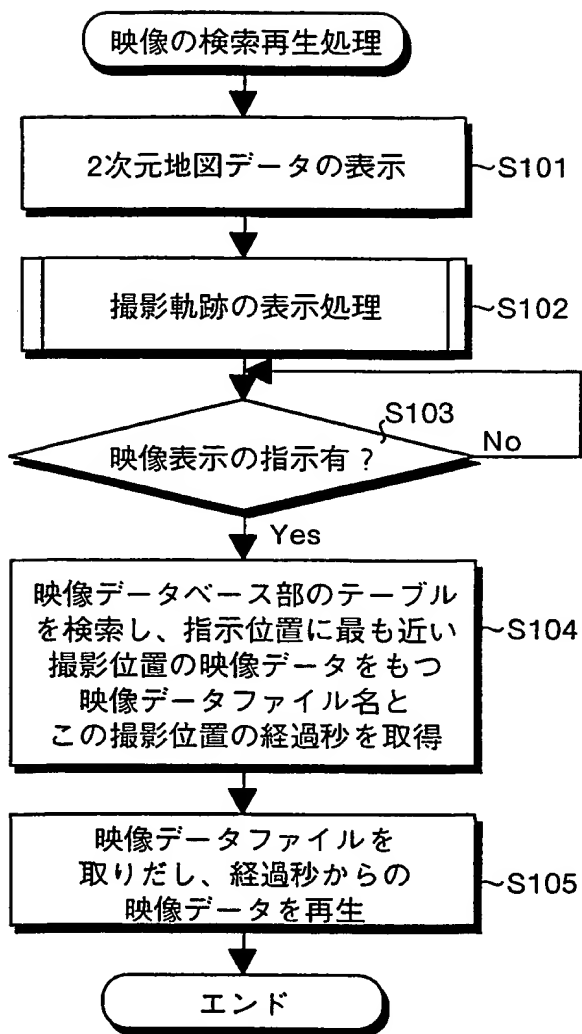 映像の検索再生処理
2次元地図データの表示
S101
撮影軌跡の表示処理
S102
S103
映像表示の指示有?
No
Yes
映像データベース部のテーブル
を検索し、指示位置に最も近い
撮影位置の映像データをもつ
映像データファイル名と
この撮影位置の経過秒を取得
S104
映像データファイルを
取りだし、経過秒からの
映像データを再生
S105
エンド